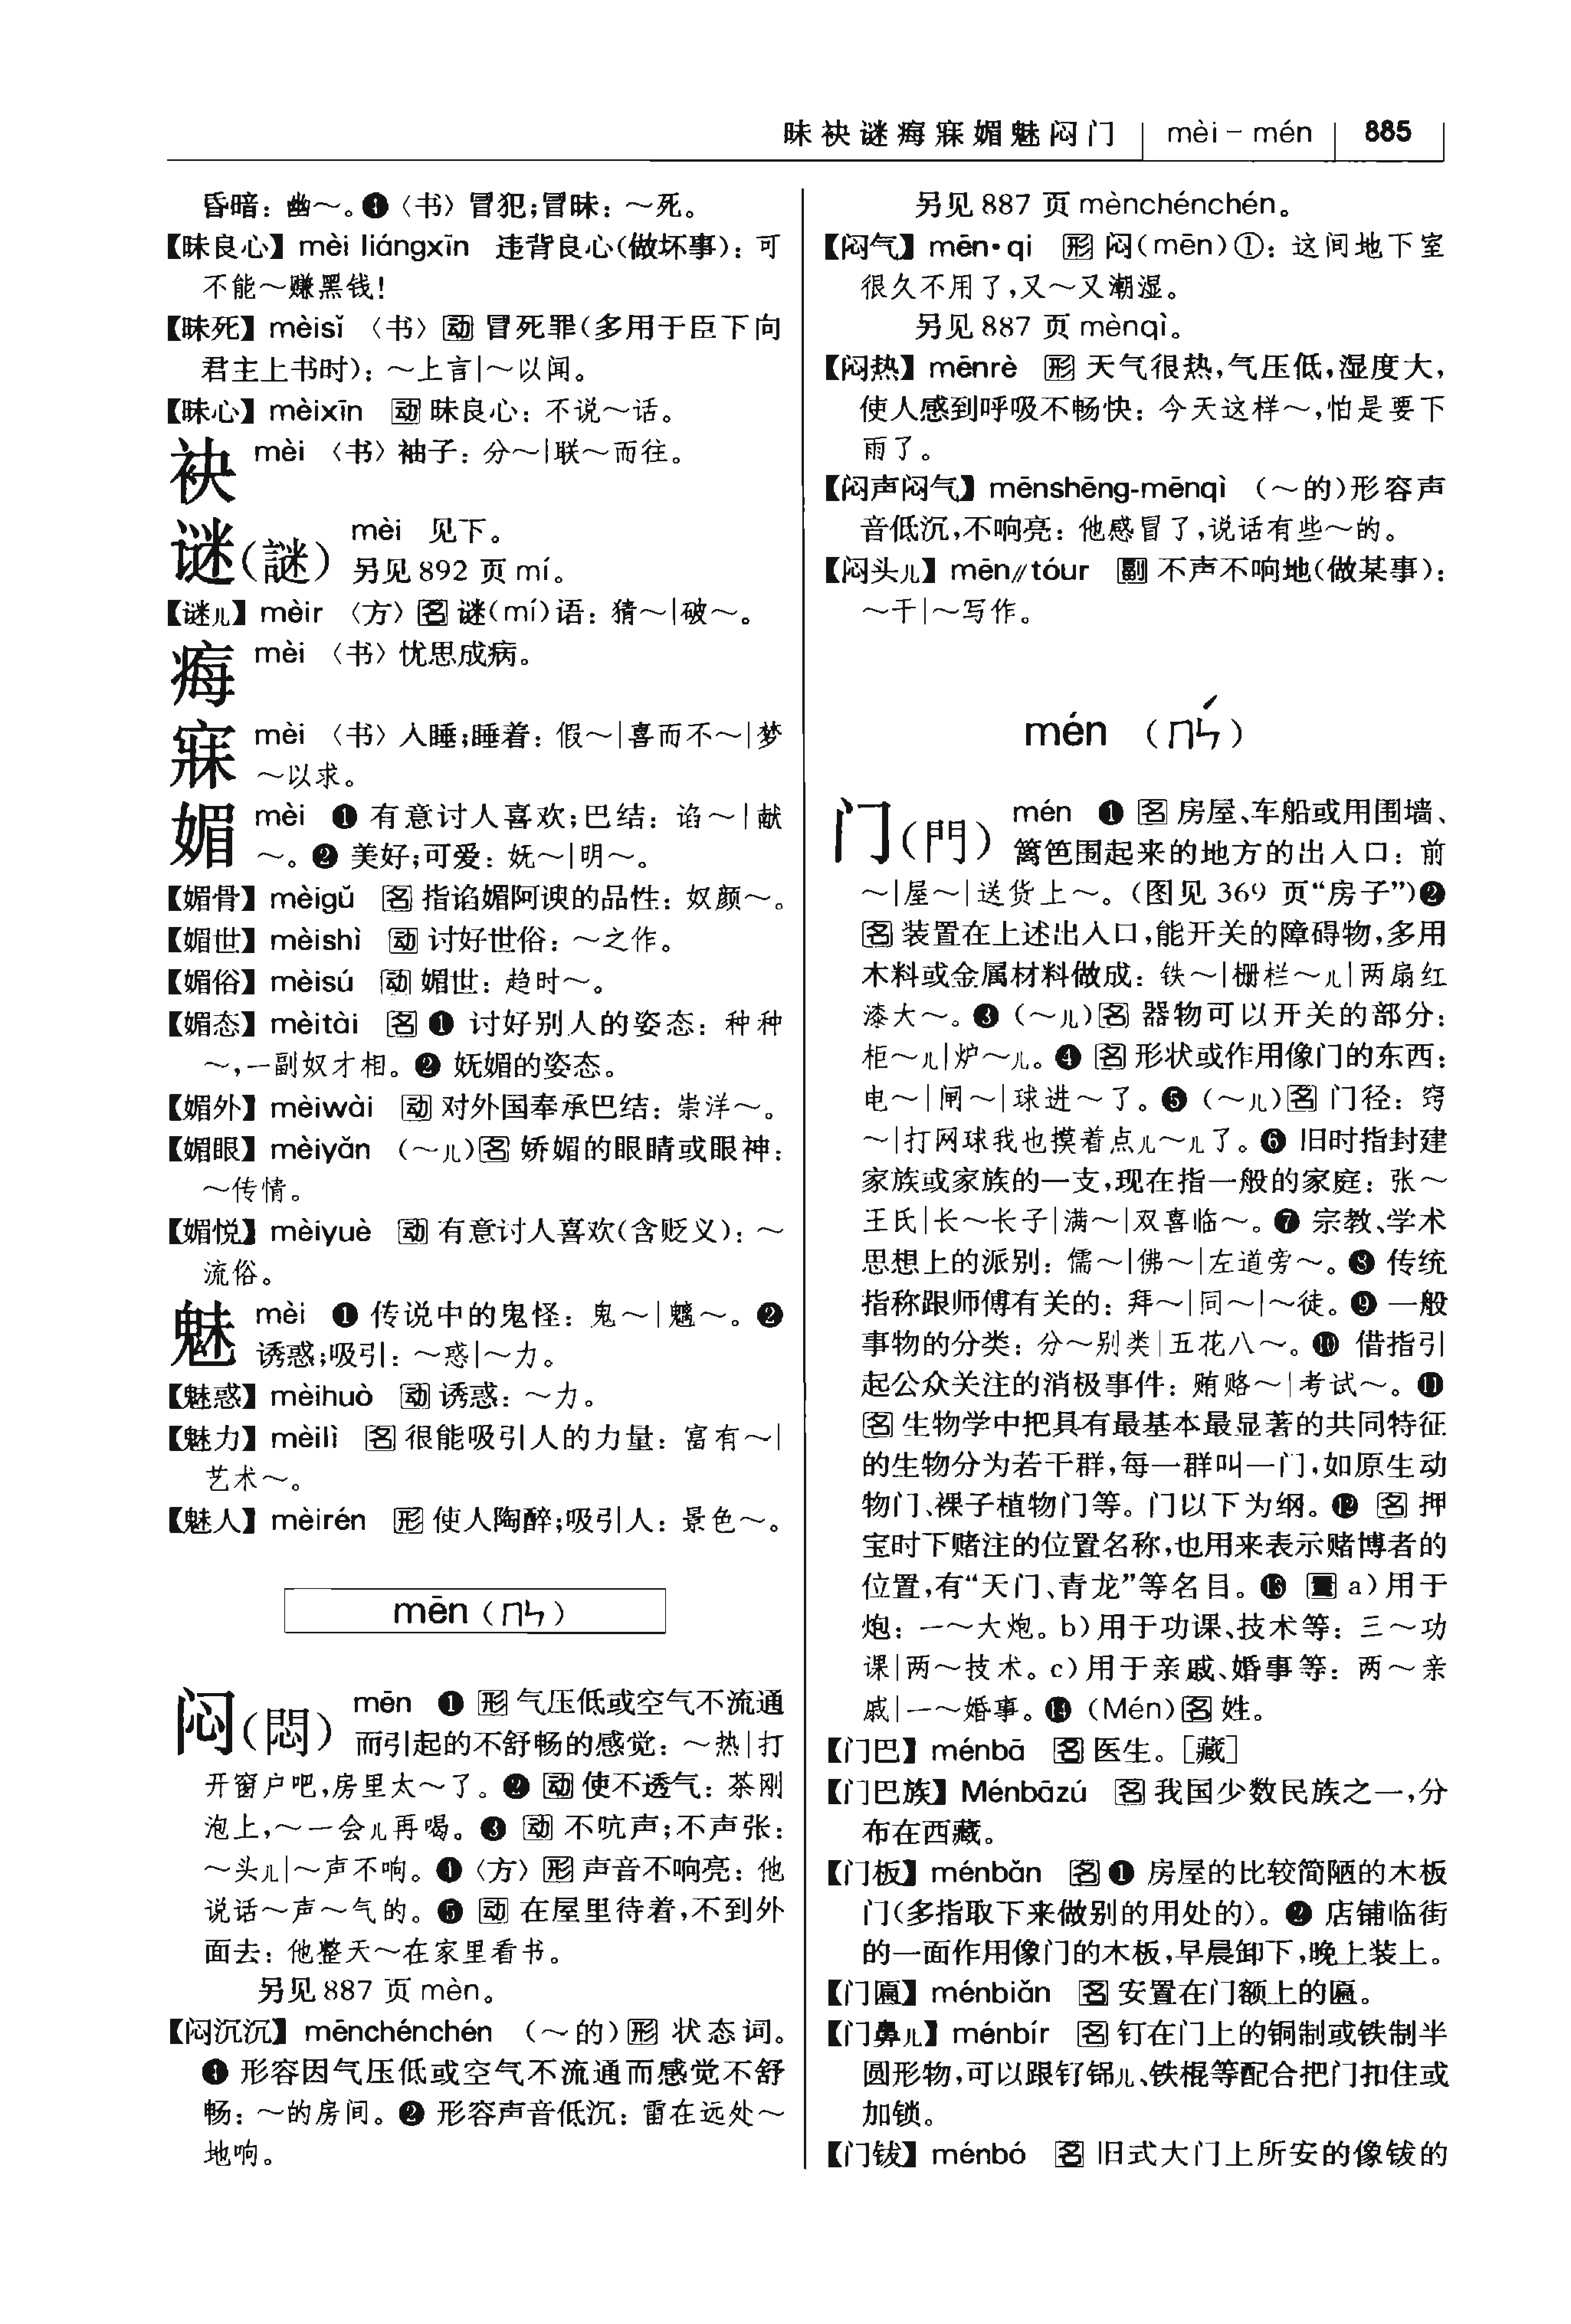 昧袂谜痗寐媚魅闷门 mèi－mén 885
昏暗：幽～。❹〈书〉冒犯；冒昧：～死。
【昧良心】mèi liángxīn 违背良心（做坏事）：可
不能～赚黑钱！
【昧死】mèisǐ 〈书〉动 冒死罪（多用于臣下向
君主上书时）：～上言｜～以闻。
【昧心】mèixīn 动 昧良心：不说～话。
袂 mèi 〈书〉袖子：分～｜联～而往。
谜（謎） mèi 见下。
另见892 页 mí。
【谜儿】mèir 〈方〉名 谜（mí）语：猜～｜破～。
痗 mèi 〈书〉忧思成病。
寐 mèi 〈书〉入睡；睡着：假～｜喜而不～｜梦
～以求。
媚 mèi ❶ 有意讨人喜欢；巴结：谄～｜献
～。❷ 美好；可爱：妩～｜明～。
【媚骨】mèigǔ 名 指谄媚阿谀的品性：奴颜～。
【媚世】mèishì 动 讨好世俗：～之作。
【媚俗】mèisú 动 媚世：趋时～。
【媚态】mèitài 名 ❶ 讨好别人的姿态：种种
～，一副奴才相。❷ 妩媚的姿态。
【媚外】mèiwài 动 对外国奉承巴结：崇洋～。
【媚眼】mèiyǎn （～儿）名 娇媚的眼睛或眼神：
～传情。
【媚悦】mèiyuè 动 有意讨人喜欢（含贬义）：～
流俗。
魅 mèi ❶ 传说中的鬼怪：鬼～｜魑～。❷
诱惑；吸引：～惑｜～力。
【魅惑】mèihuò 动 诱惑：～力。
【魅力】mèilì 名 很能吸引人的力量：富有～｜
艺术～。
【魅人】mèirén 形 使人陶醉；吸引人：景色～。
mēn（ㄇㄣ）
闷（悶） mēn ❶ 形 气压低或空气不流通
而引起的不舒畅的感觉：～热｜打
开窗户吧，房里太～了。❷ 动 使不透气：茶刚
泡上，～一会儿再喝。❸ 动 不吭声；不声张：
～头儿｜～声不响。❹〈方〉形 声音不响亮：他
说话～声～气的。❺ 动 在屋里待着，不到外
面去：他整天～在家里看书。
另见887 页 mèn。
【闷沉沉】mēnchénchén （～的）形 状态词。
❶ 形容因气压低或空气不流通而感觉不舒
畅：～的房间。❷ 形容声音低沉：雷在远处～
地响。
另见887 页 mènchénchén。
【闷气】mēn·qi 形 闷（mēn）①：这间地下室
很久不用了，又～又潮湿。
另见887 页 mènqì。
【闷热】mēnrè 形 天气很热，气压低，湿度大，
使人感到呼吸不畅快：今天这样～，怕是要下
雨了。
【闷声闷气】mēnshēng-mēnqì （～的）形容声
音低沉，不响亮：他感冒了，说话有些～的。
【闷头儿】mēn∥tóur 副 不声不响地（做某事）：
～干｜～写作。
mén （ㄇㄣˊ）
门（門） mén ❶ 名 房屋、车船或用围墙、
篱笆围起来的地方的出入口：前
～｜屋～｜送货上～。（图见 369 页“房子”）❷
名 装置在上述出入口，能开关的障碍物，多用
木料或金属材料做成：铁～｜栅栏～儿｜两扇红
漆大～。❸（～儿）名 器物可以开关的部分：
柜～儿｜炉～儿。❹ 名 形状或作用像门的东西：
电～｜闸～｜球进～了。❺（～儿）名 门径：窍
～｜打网球我也摸着点儿～儿了。❻ 旧时指封建
家族或家族的一支，现在指一般的家庭：张～
王氏｜长～长子｜满～｜双喜临～。❼ 宗教、学术
思想上的派别：儒～｜佛～｜左道旁～。❽ 传统
指称跟师傅有关的：拜～｜同～｜～徒。❾ 一般
事物的分类：分～别类｜五花八～。❿ 借指引
起公众关注的消极事件：贿赂～｜考试～。⓫
名 生物学中把具有最基本最显著的共同特征
的生物分为若干群，每一群叫一门，如原生动
物门、裸子植物门等。门以下为纲。⓬ 名 押
宝时下赌注的位置名称，也用来表示赌博者的
位置，有“天门、青龙”等名目。⓭ 量 a）用于
炮：一～大炮。b）用于功课、技术等：三～功
课｜两～技术。c）用于亲戚、婚事等：两～亲
戚｜一～婚事。⓮（Mén）名 姓。
【门巴】ménbā 名 医生。［藏］
【门巴族】Ménbāzú 名 我国少数民族之一，分
布在西藏。
【门板】ménbǎn 名 ❶ 房屋的比较简陋的木板
门（多指取下来做别的用处的）。❷ 店铺临街
的一面作用像门的木板，早晨卸下，晚上装上。
【门匾】ménbiǎn 名 安置在门额上的匾。
【门鼻儿】ménbír 名 钉在门上的铜制或铁制半
圆形物，可以跟钌铞儿、铁棍等配合把门扣住或
加锁。
【门钹】ménbó 名 旧式大门上所安的像钹的